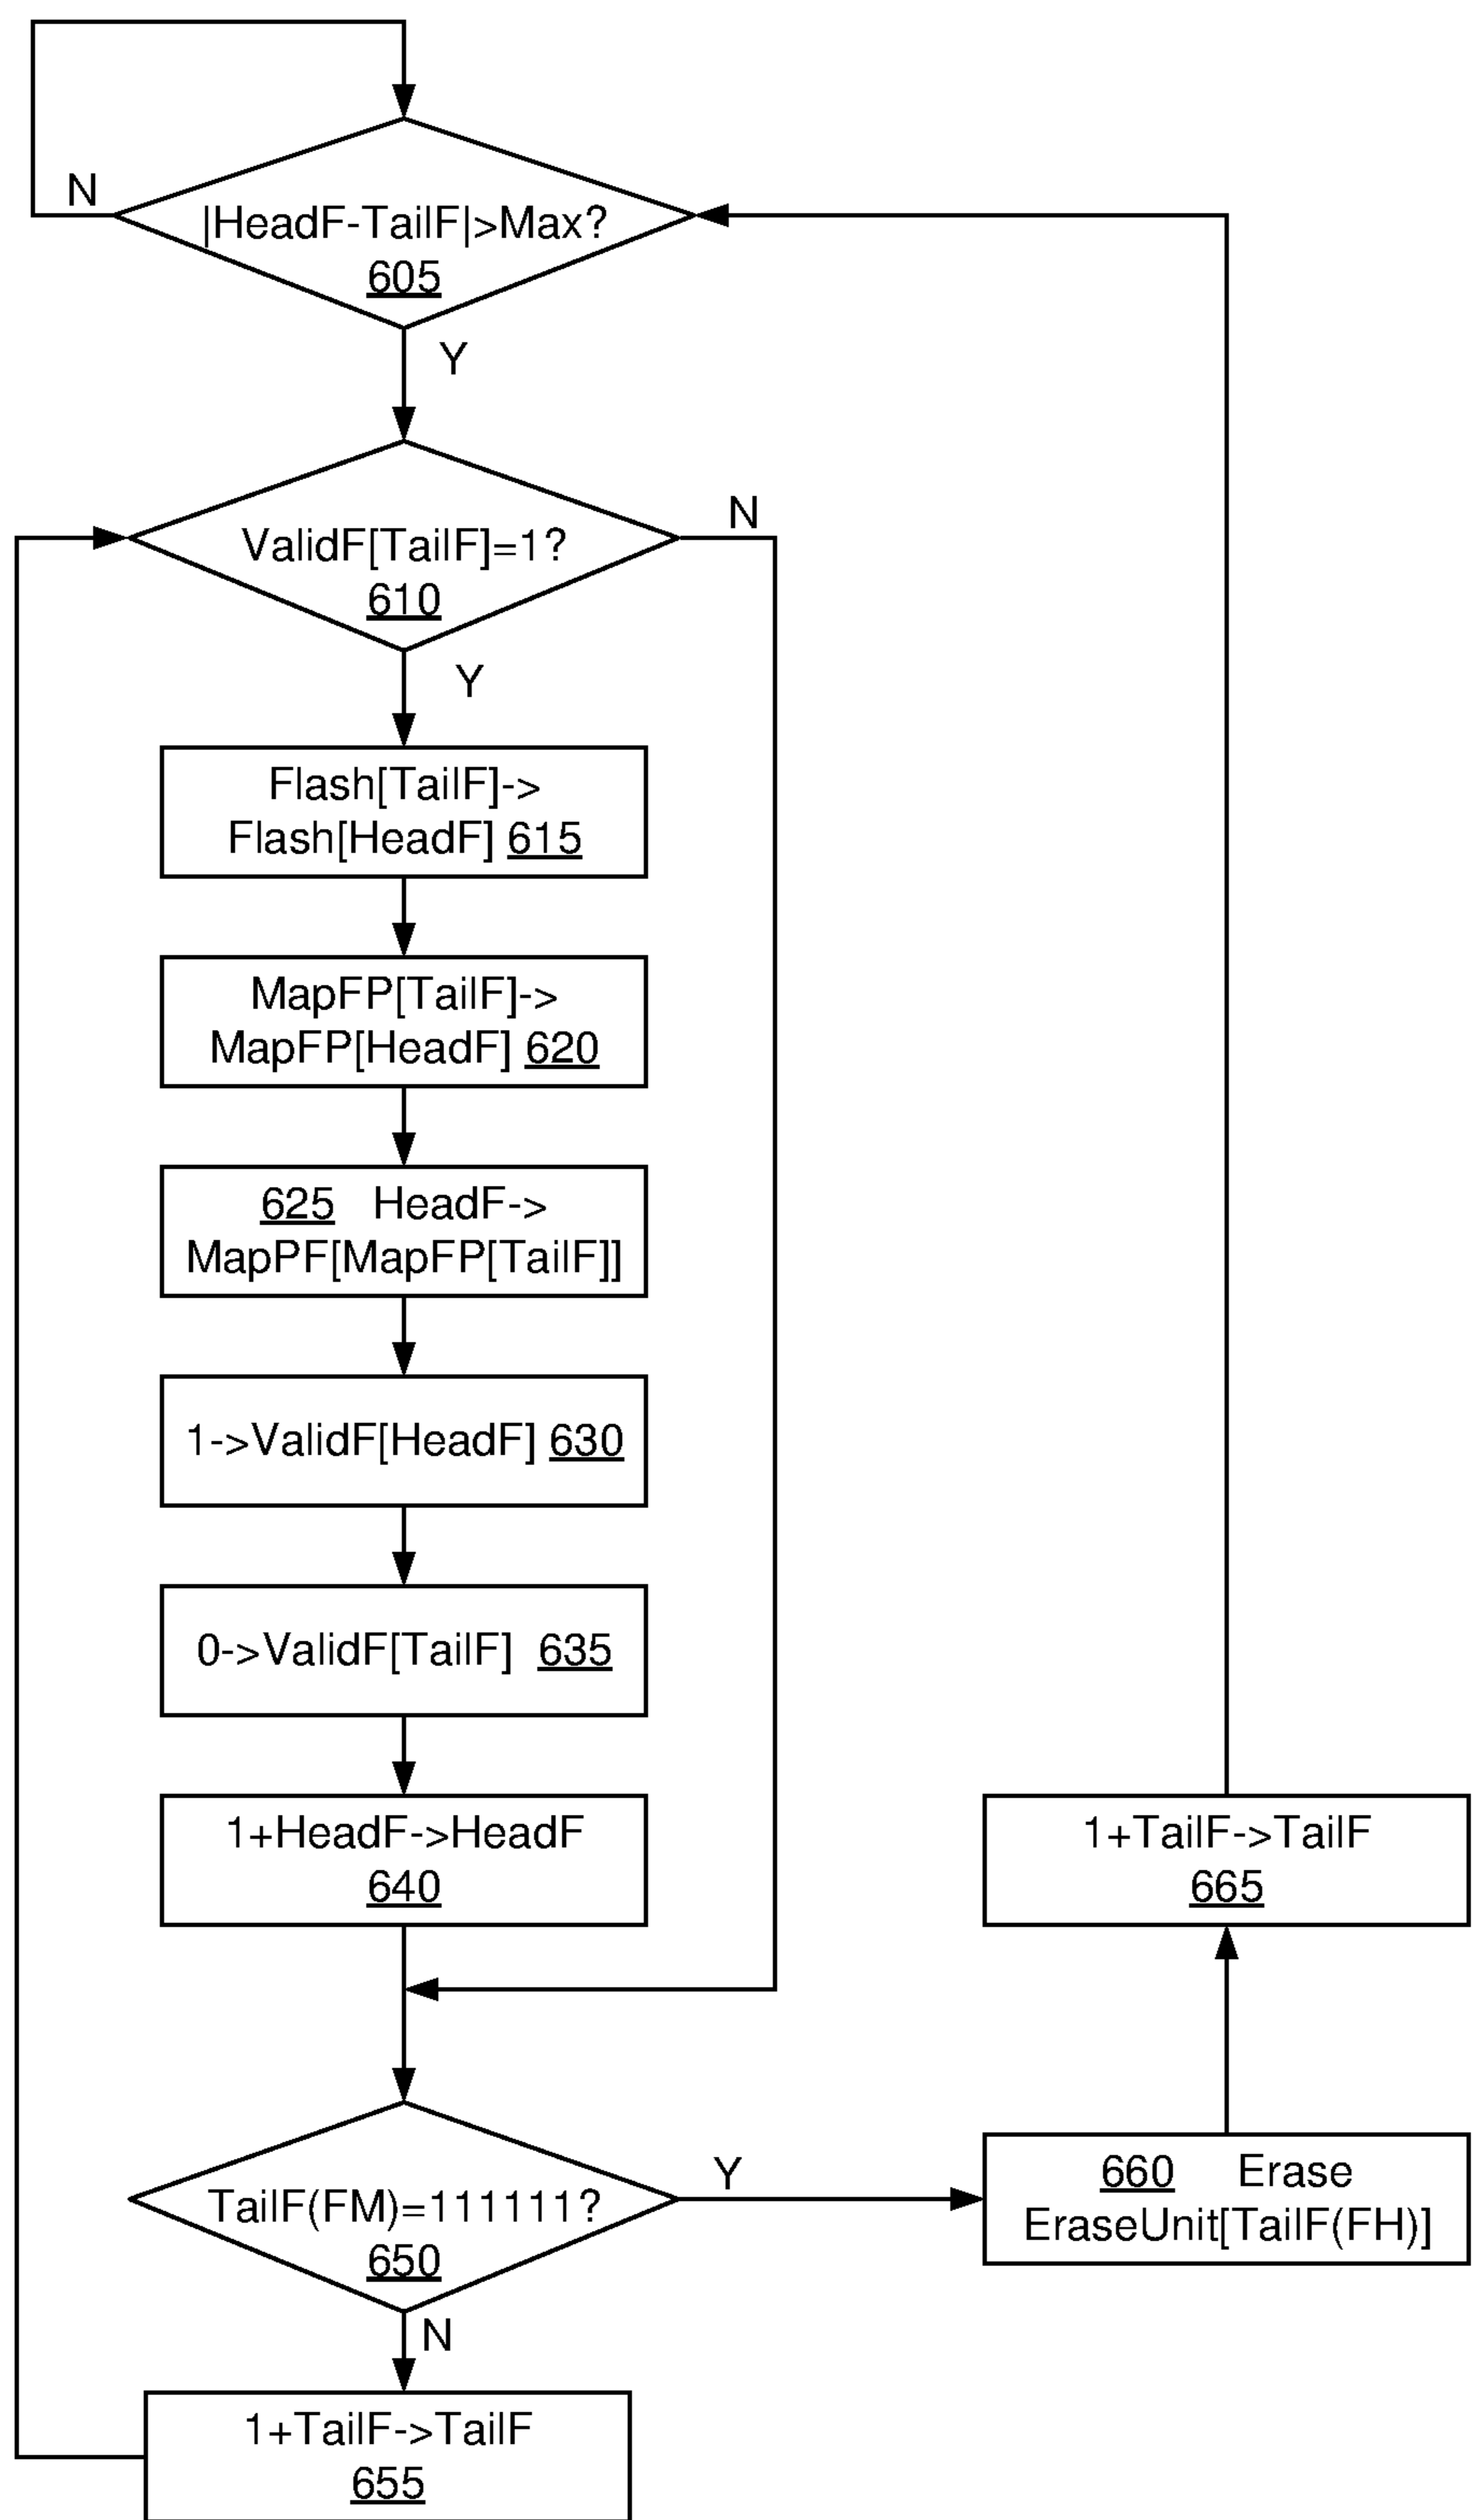 N
|HeadF-TailF|>Max?
605
Y
N
ValidF[TailF]=1?
610
Y
Flash[TailF]->
Flash[HeadF] 615
MapFP[TailF]->
MapFP[HeadF] 620
625 HeadF->
MapPF[MapFP[TailF]]
1->ValidF[HeadF] 630
0->ValidF[TailF] 635
1+HeadF->HeadF
640
1+TailF->TailF
665
TailF(FM)=111111?
650
Y
660 Erase
EraseUnit[TailF(FH)]
N
1+TailF->TailF
655